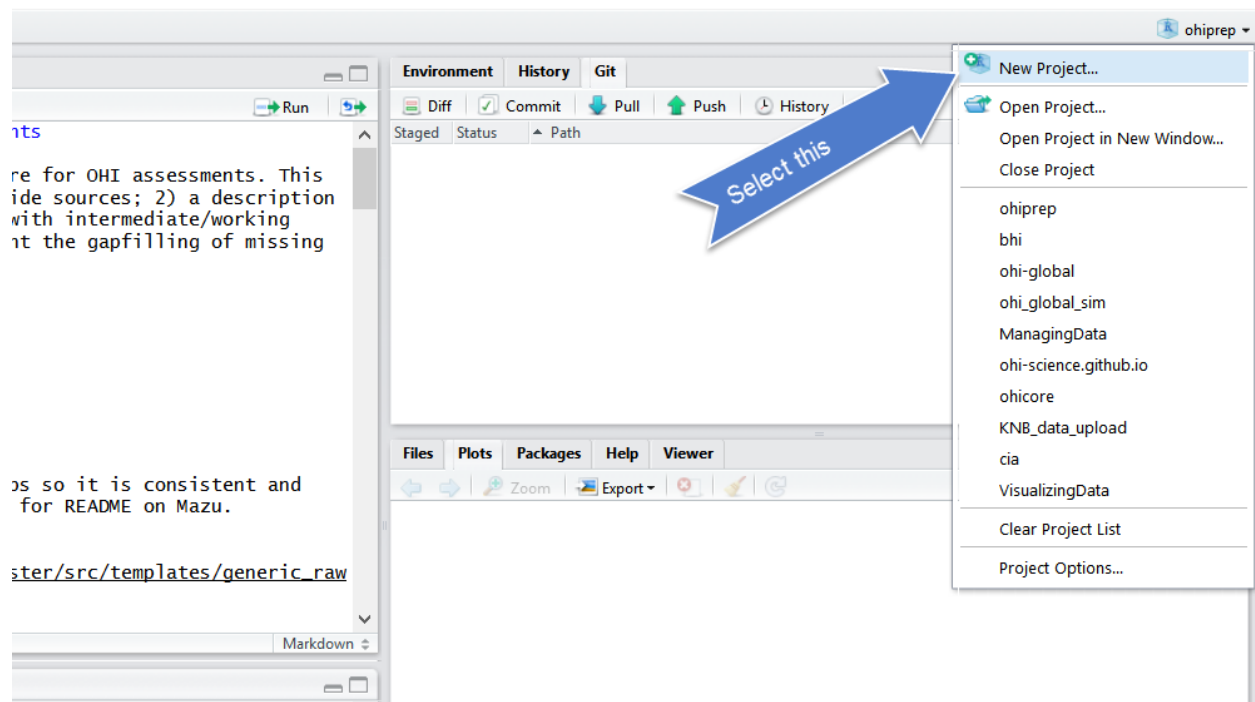 ohiprep
Run
nts
re for OHI assessments. This
ide sources; 2) a description
with intermediate/working
nt the gapfilling of missing
os so it is consistent and
for README on Mazu.
ster/src/templates/generic_raw
Markdown
Environment History Git
Diff Commit Pull Push History
Staged Status Path
Select this
Files Plots Packages Help Viewer
Zoom Export
New Project...
Open Project...
Open Project in New Window...
Close Project
ohiprep
bhi
ohi-global
ohi_global_sim
ManagingData
ohi-science.github.io
ohicore
KNB_data_upload
cia
VisualizingData
Clear Project List
Project Options...